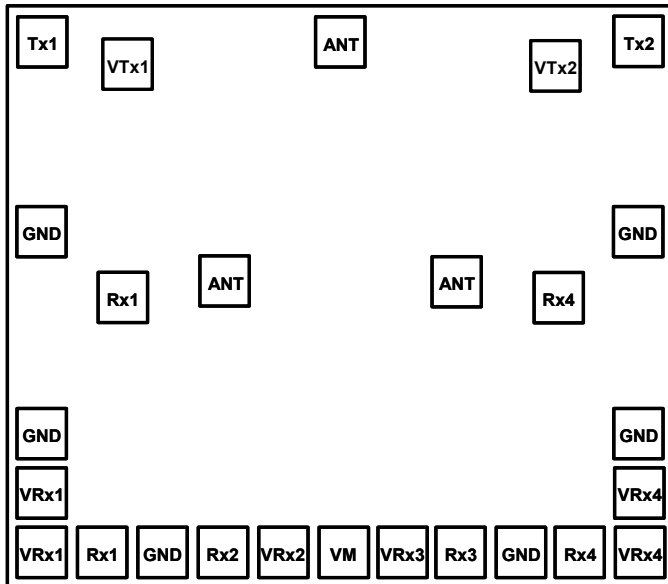 Tx1 ANT Tx2
VTx1 VTx2
GND GND
Rx1 ANT ANT Rx4
GND GND
VRx1 VRx4
VRx1 Rx1 GND Rx2 VRx2 VM VRx3 Rx3 GND Rx4 VRx4